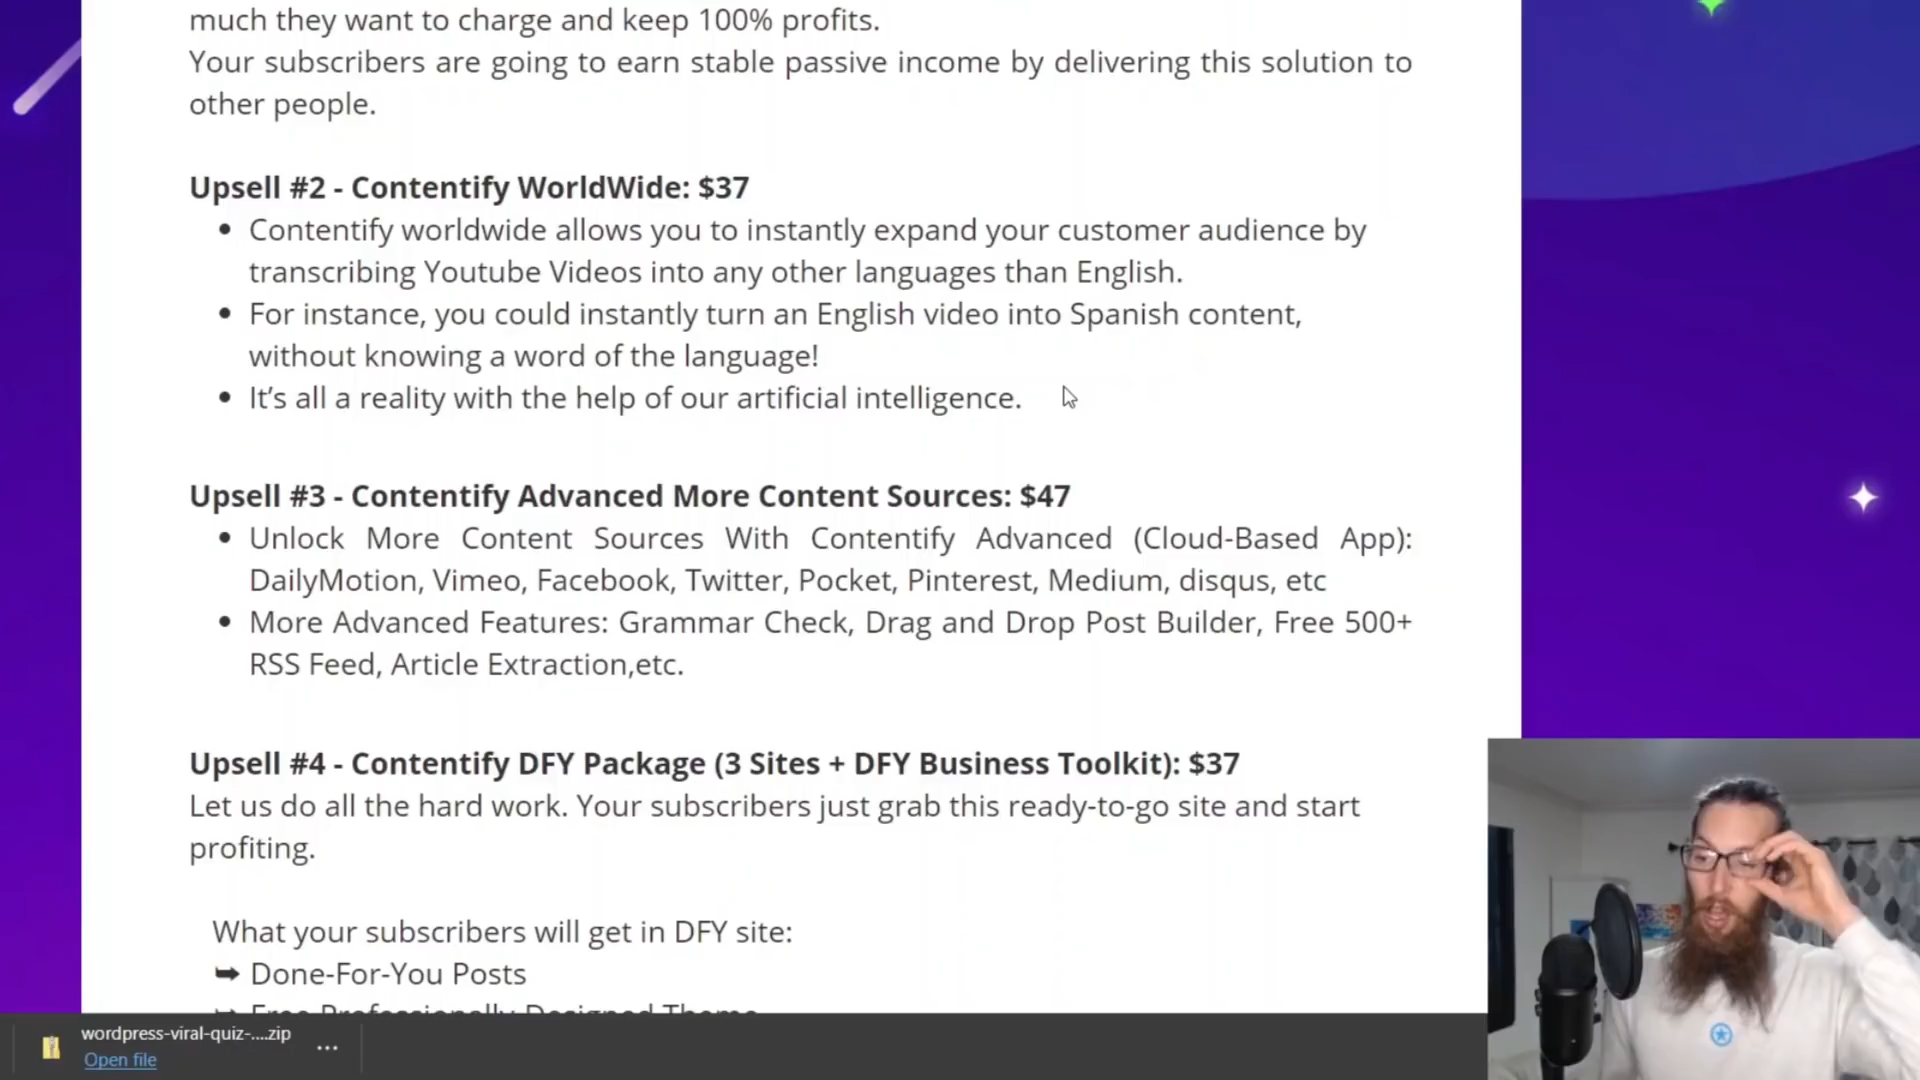 much they want to charge and keep 100% profits.
Your subscribers are going to earn stable passive income by delivering this solution to
other people.
Upsell #2 - Contentify WorldWide: $37
• Contentify worldwide allows you to instantly expand your customer audience by
transcribing Youtube Videos into any other languages than English.
• For instance, you could instantly turn an English video into Spanish content,
without knowing a word of the language!
• It’s all a reality with the help of our artificial intelligence.
Upsell #3 - Contentify Advanced More Content Sources: $47
• Unlock More Content Sources With Contentify Advanced (Cloud-Based App):
DailyMotion, Vimeo, Facebook, Twitter, Pocket, Pinterest, Medium, disqus, etc
• More Advanced Features: Grammar Check, Drag and Drop Post Builder, Free 500+
RSS Feed, Article Extraction,etc.
Upsell #4 - Contentify DFY Package (3 Sites + DFY Business Toolkit): $37
Let us do all the hard work. Your subscribers just grab this ready-to-go site and start
profiting.
What your subscribers will get in DFY site:
➥ Done-For-You Posts
➥ Free Professionally Designed Theme
wordpress-viral-quiz-....zip
Open file